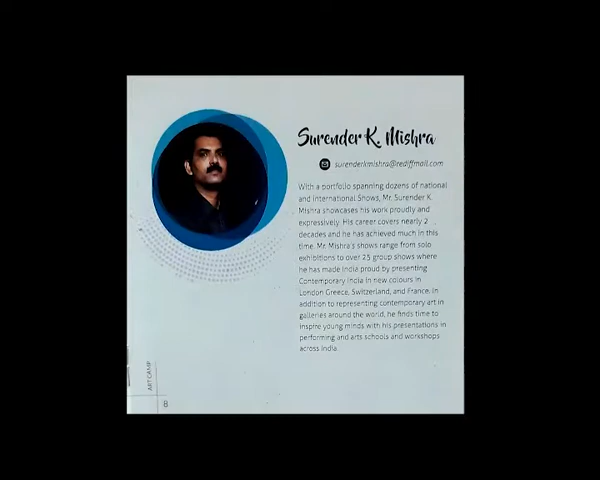 Surender K. Mishra
surenderkmishra@rediffmail.com
With a portfolio spanning dozens of national
and international Shows, Mr. Surender K.
Mishra showcases his work proudly and
expressively. His career covers nearly 2
decades and he has achieved much in this
time. Mr. Mishra's shows range from solo
exhibitions to over 25 group shows where
he has made India proud by presenting
Contemporary India in new colours in
London Greece, Switzerland, and France. In
addition to representing contemporary art in
galleries around the world, he finds time to
inspire young minds with his presentations in
performing and arts schools and workshops
across India
ART CAMP
8